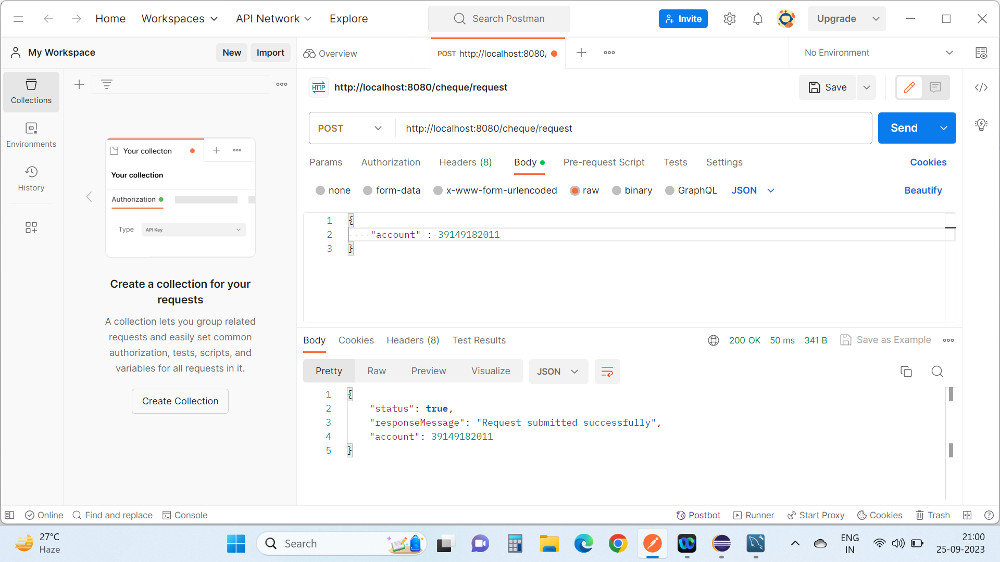 Home Workspaces API Network Explore Search Postman Invite Upgrade
My Workspace New Import Overview POST http://localhost:8080/ No Environment
Collections
Environments
History
Your collecton
Your collection
Authorization
Type API Key
Create a collection for your
requests
A collection lets you group related
requests and easily set common
authorization, tests, scripts, and
variables for all requests in it.
Create Collection
HTTP http://localhost:8080/cheque/request Save
POST http://localhost:8080/cheque/request Send
Params Authorization Headers (8) Body Pre-request Script Tests Settings Cookies
none form-data x-www-form-urlencoded raw binary GraphQL JSON Beautify
1 {
2 "account" : 39149182011
3 }
Body Cookies Headers (8) Test Results 200 OK 50 ms 341 B Save as Example
Pretty Raw Preview Visualize JSON
1 {
2 "status": true,
3 "responseMessage": "Request submitted successfully",
4 "account": 39149182011
5 }
Online Find and replace Console Postbot Runner Start Proxy Cookies Trash
27°C
Haze
Search
ENG
IN
21:00
25-09-2023